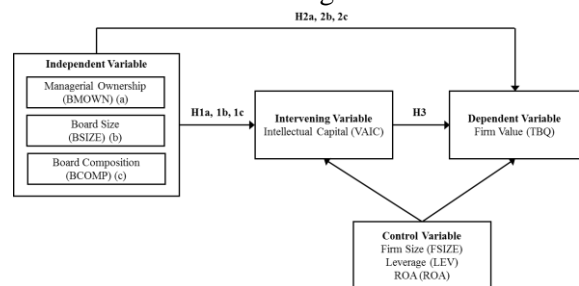 H2a, 2b, 2c
Independent Variable
Managerial Ownership
(BMOWN) (a)
Board Size
(BSIZE) (b)
Board Composition
(BCOMP) (c)
H1a, 1b, 1c
Intervening Variable
Intellectual Capital (VAIC)
H3
Dependent Variable
Firm Value (TBQ)
Control Variable
Firm Size (FSIZE)
Leverage (LEV)
ROA (ROA)